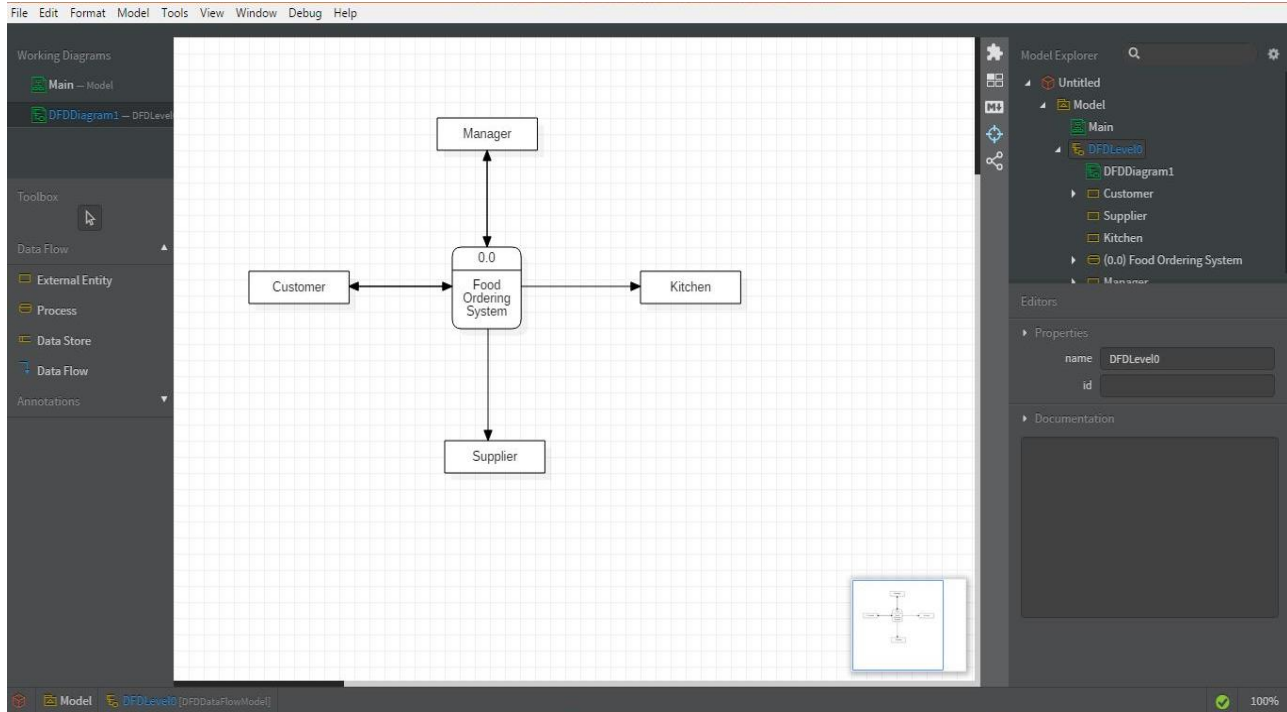 File Edit Format Model Tools View Window Debug Help
Working Diagrams
Main — Model
DFDDiagram1 — DFDLevel
Toolbox
Data Flow
External Entity
Process
Data Store
Data Flow
Annotations
Manager
0.0
Food
Ordering
System
Customer
Kitchen
Supplier
M
Model Explorer
Untitled
Model
Main
DFDLevel0
DFDDiagram1
Customer
Supplier
Kitchen
(0.0) Food Ordering System
Manager
Editors
Properties
name DFDLevel0
id
Documentation
Model DFDLevel0 [DFDDataFlowModel]
100%